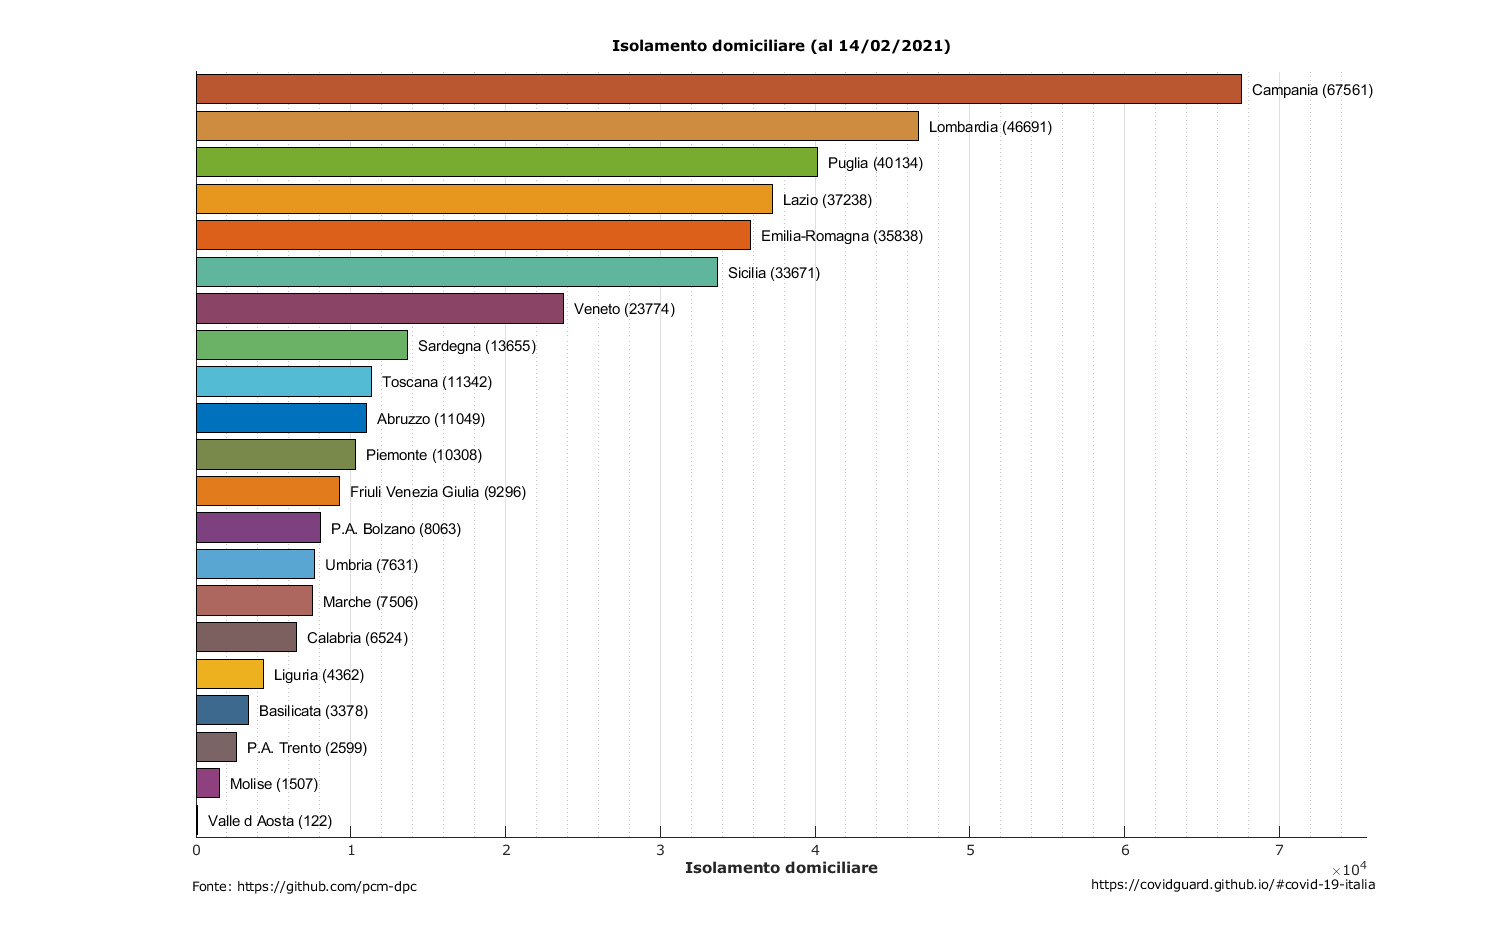 Isolamento domiciliare (al 14/02/2021)
Campania (67561)
Lombardia (46691)
Puglia (40134)
Lazio (37238)
Emilia-Romagna (35838)
Sicilia (33671)
Veneto (23774)
Sardegna (13655)
Toscana (11342)
Abruzzo (11049)
Piemonte (10308)
Friuli Venezia Giulia (9296)
P.A. Bolzano (8063)
Umbria (7631)
Marche (7506)
Calabria (6524)
Liguria (4362)
Basilicata (3378)
P.A. Trento (2599)
Molise (1507)
Valle d Aosta (122)
0 1 2 3 4 5 6 7
×10⁴
Isolamento domiciliare
Fonte: https://github.com/pcm-dpc
https://covidguard.github.io/#covid-19-italia